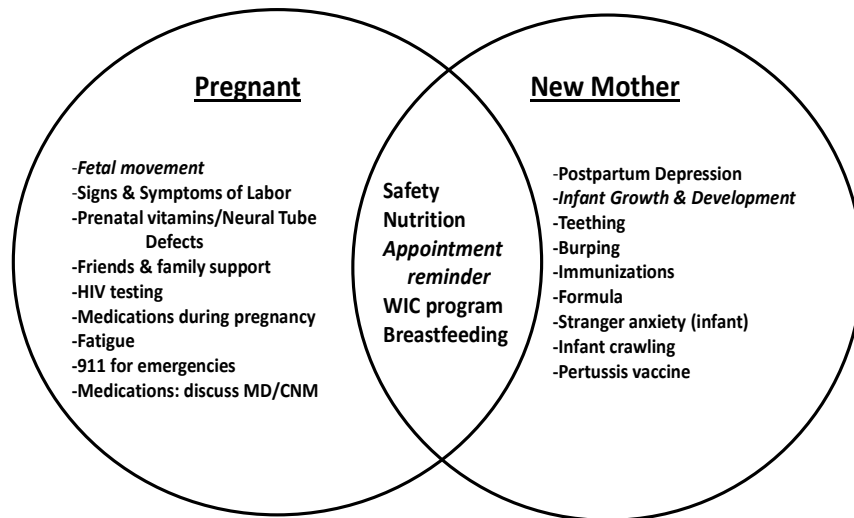 Pregnant
-Fetal movement
-Signs & Symptoms of Labor
-Prenatal vitamins/Neural Tube
Defects
-Friends & family support
-HIV testing
-Medications during pregnancy
-Fatigue
-911 for emergencies
-Medications: discuss MD/CNM
Safety
Nutrition
Appointment
reminder
WIC program
Breastfeeding
New Mother
-Postpartum Depression
-Infant Growth & Development
-Teething
-Burping
-Immunizations
-Formula
-Stranger anxiety (infant)
-Infant crawling
-Pertussis vaccine